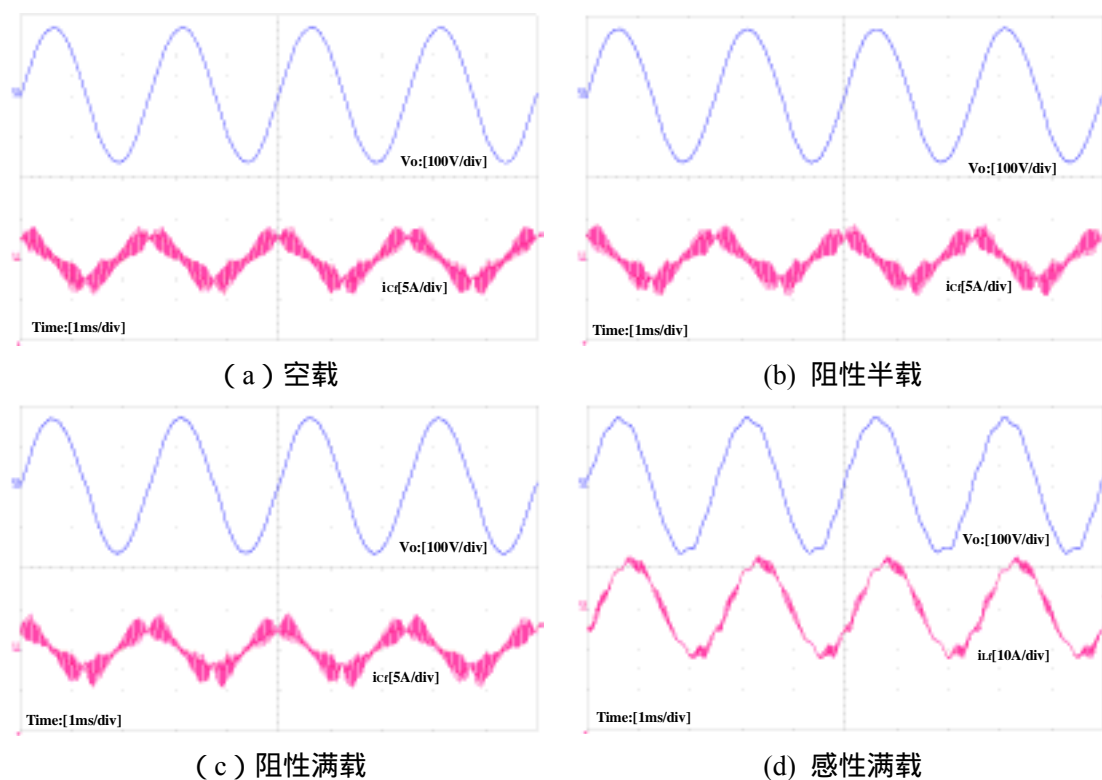 Vo:[100V/div]
iCf[5A/div]
Time:[1ms/div]
(a)空载
Vo:[100V/div]
iCf[5A/div]
Time:[1ms/div]
(b) 阻性半载
Vo:[100V/div]
iCf[5A/div]
Time:[1ms/div]
(c)阻性满载
Vo:[100V/div]
iLf[10A/div]
Time:[1ms/div]
(d) 感性满载